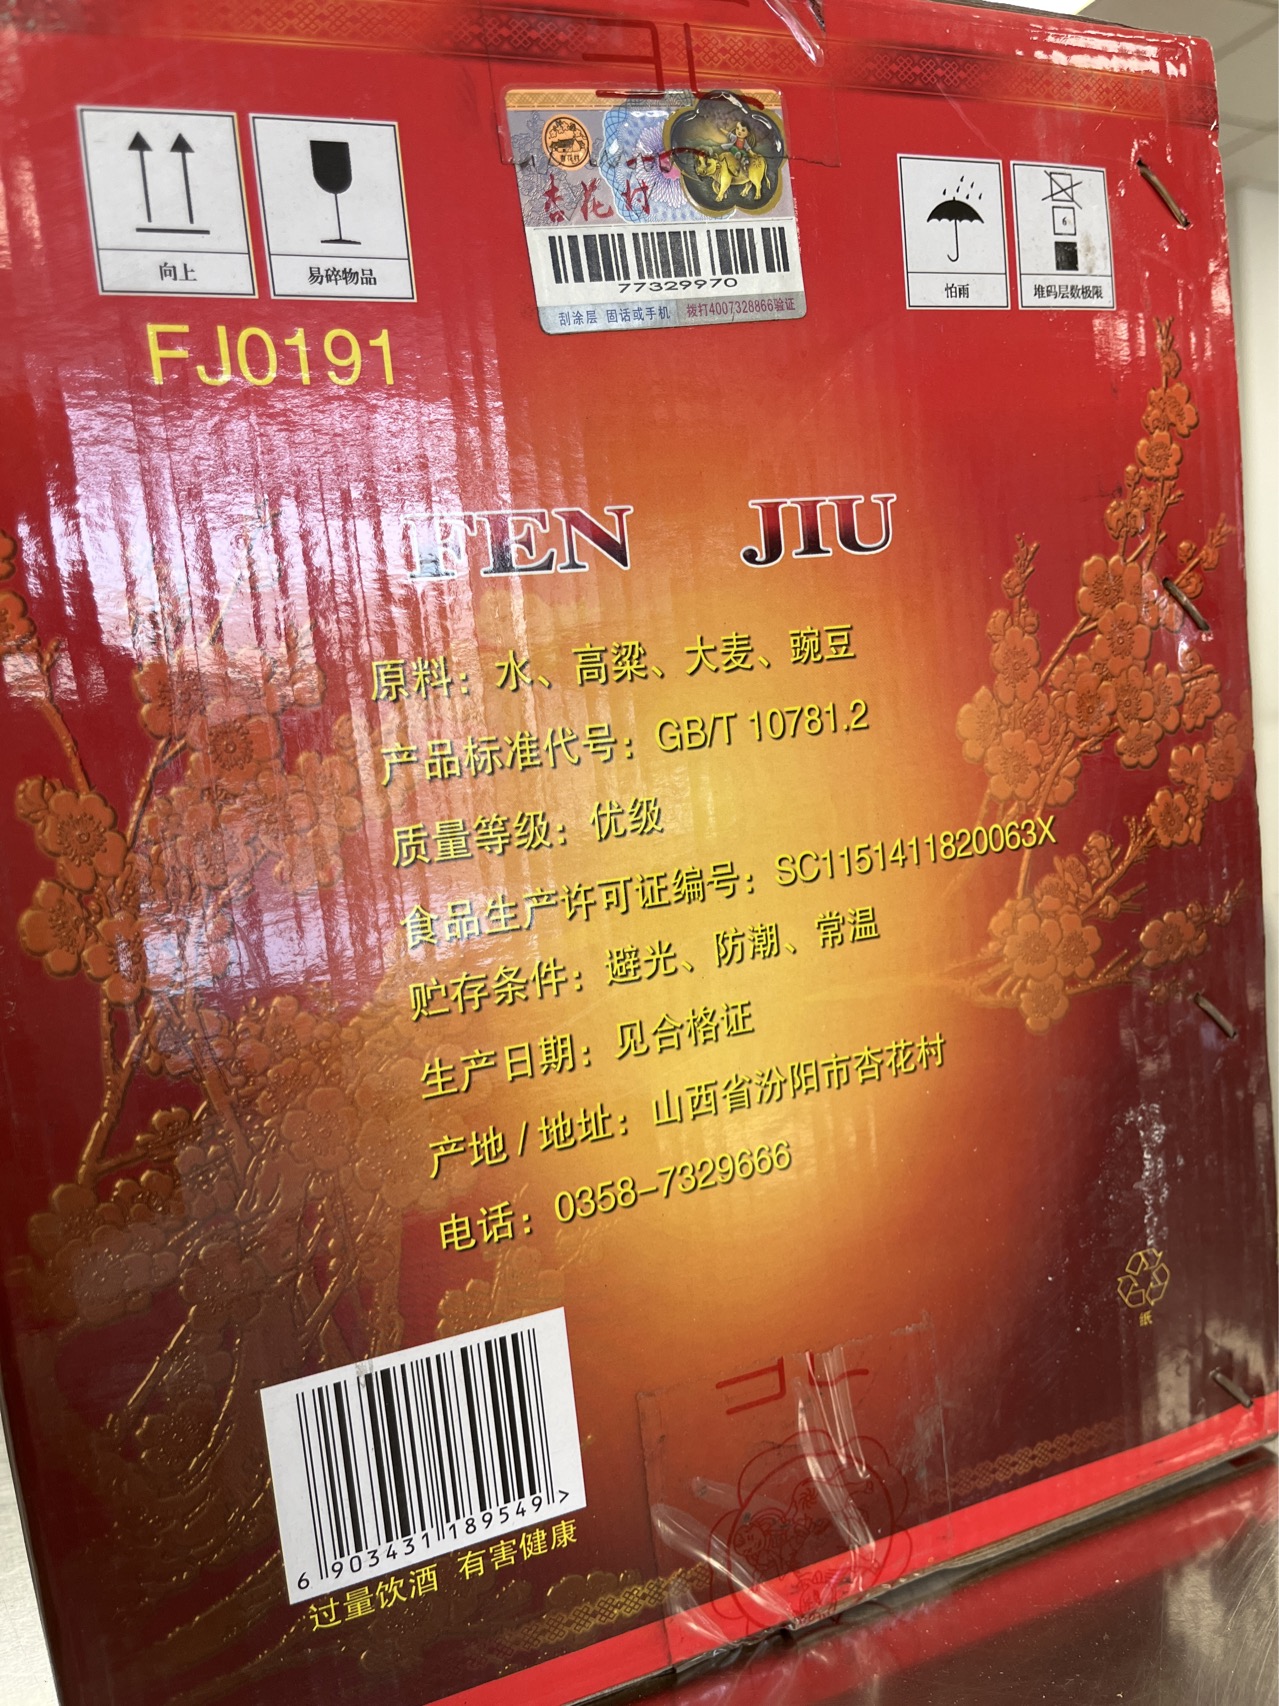 向上
易碎物品
杏花村
77329970
刮涂层 固话或手机 拨打4007328866验证
怕雨
6
堆码层数极限
FJ0191
FEN JIU
原料：水、高粱、大麦、豌豆
产品标准代号：GB/T 10781.2
质量等级：优级
食品生产许可证编号：SC11514118200​63X
贮存条件：避光、防潮、常温
生产日期：见合格证
产地/地址：山西省汾阳市杏花村
电话：0358-7329666
纸
6 903431 189549 >
过量饮酒 有害健康